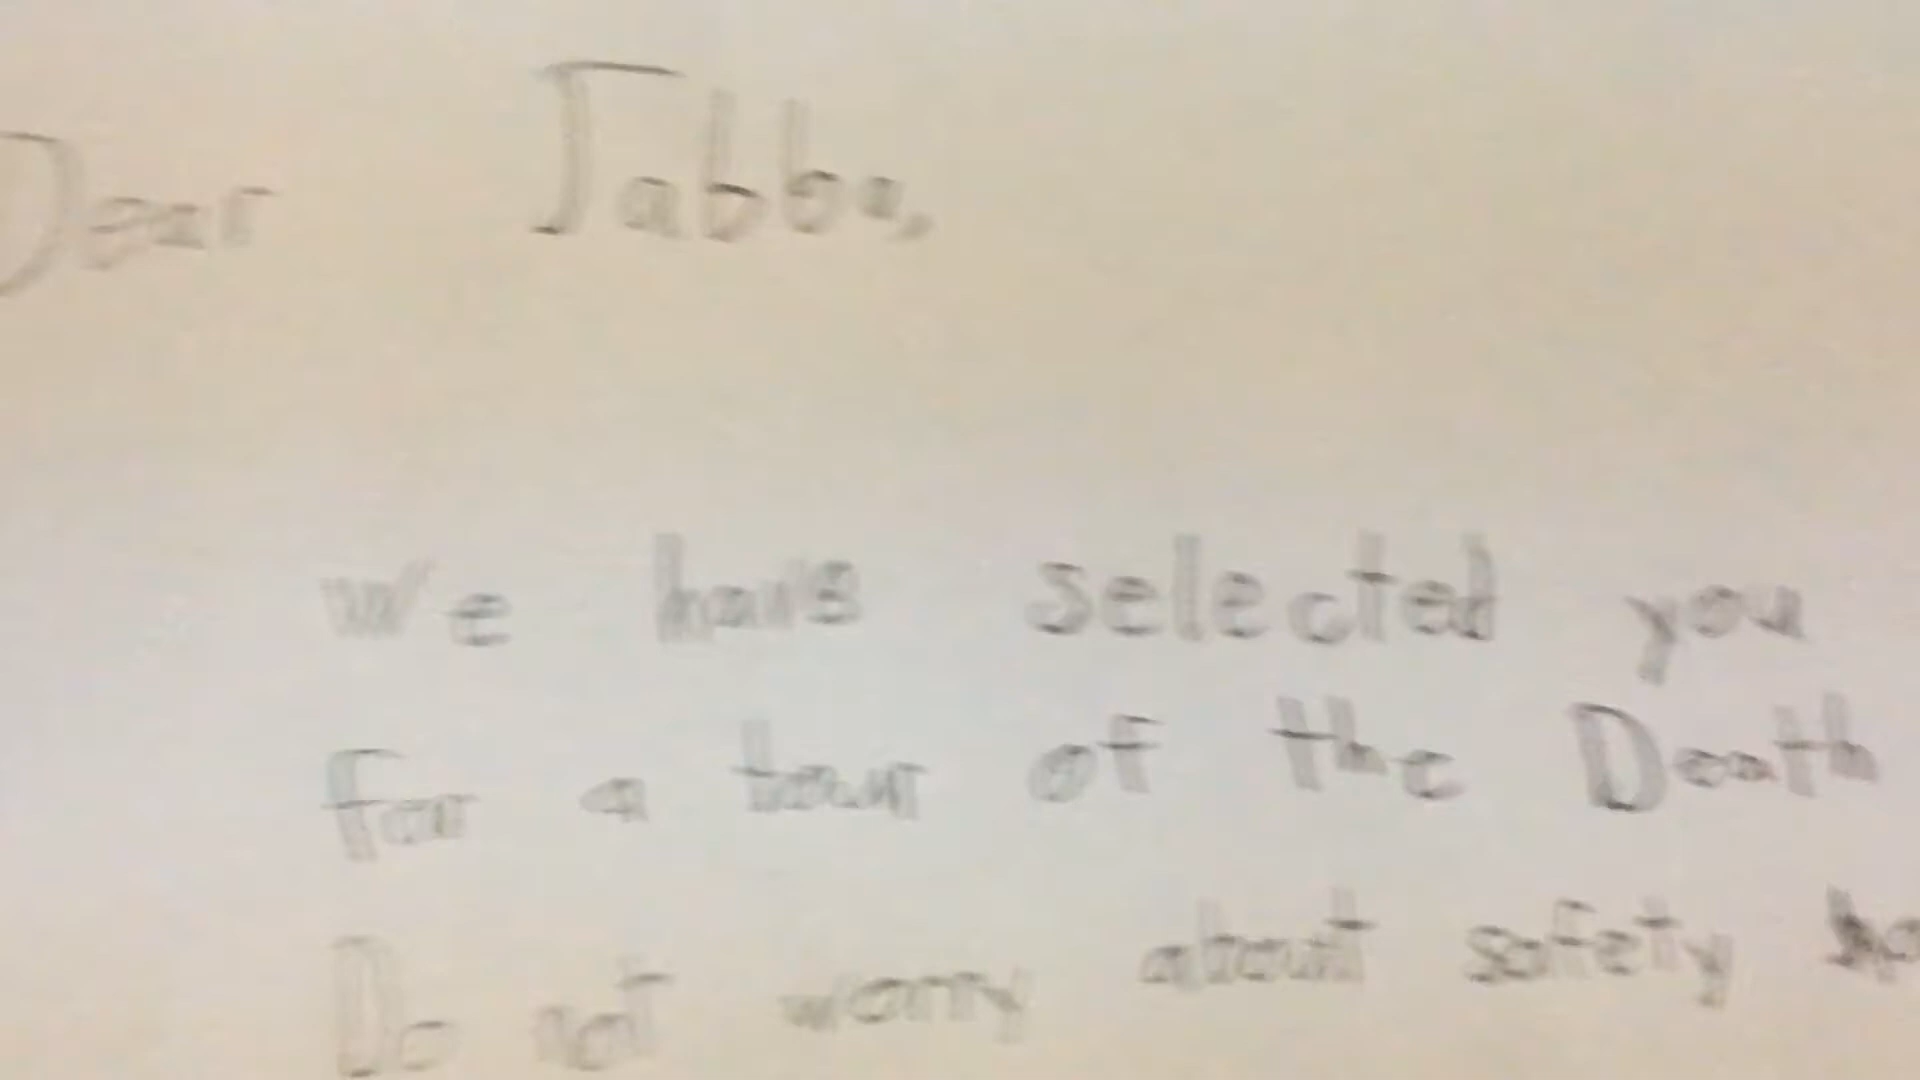 Dear Jabba,
We have selected you
for a tour of the Death
Do not worry about safety